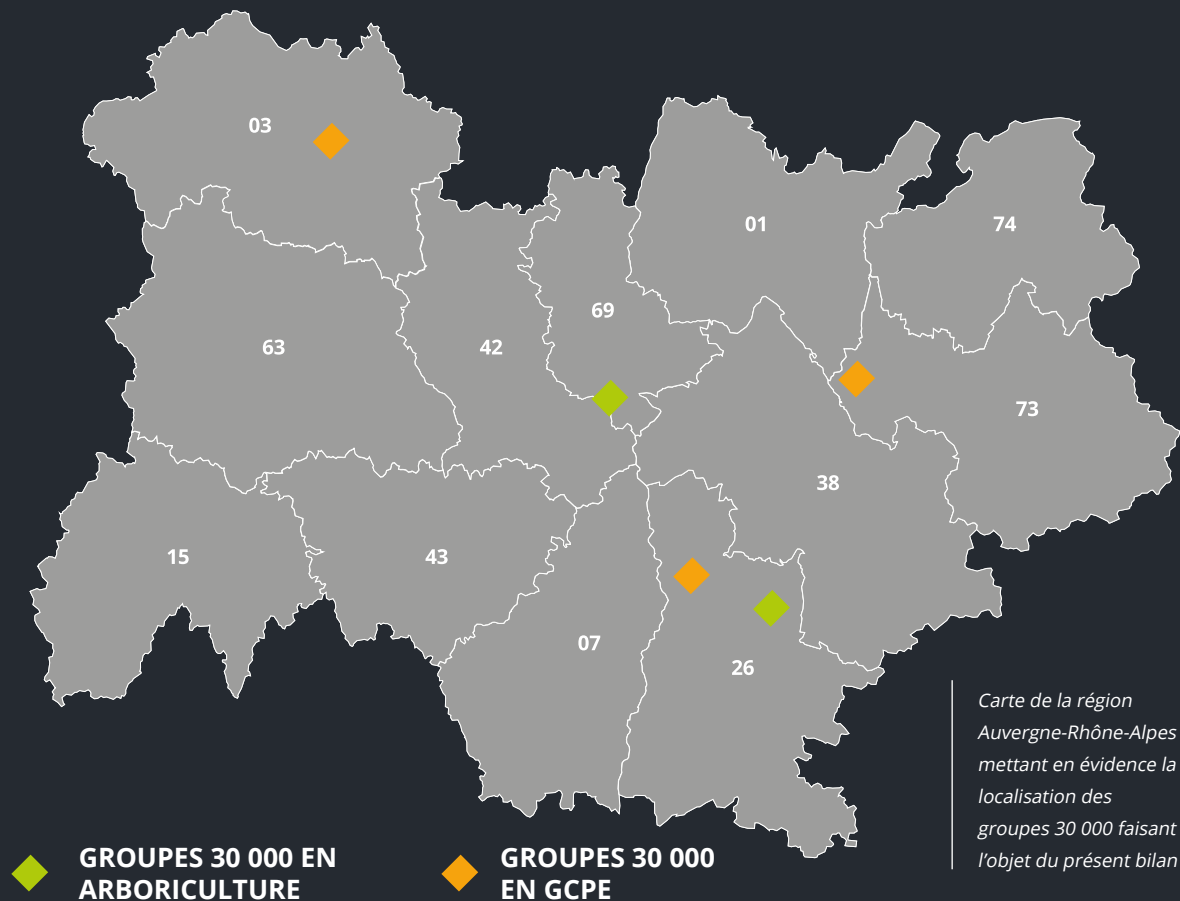 03
01
74
69
63
42
73
38
15
43
07
26
Carte de la région
Auvergne-Rhône-Alpes
mettant en évidence la
localisation des
groupes 30 000 faisant
l'objet du présent bilan
GROUPES 30 000 EN
ARBORICULTURE
GROUPES 30 000
EN GCPE